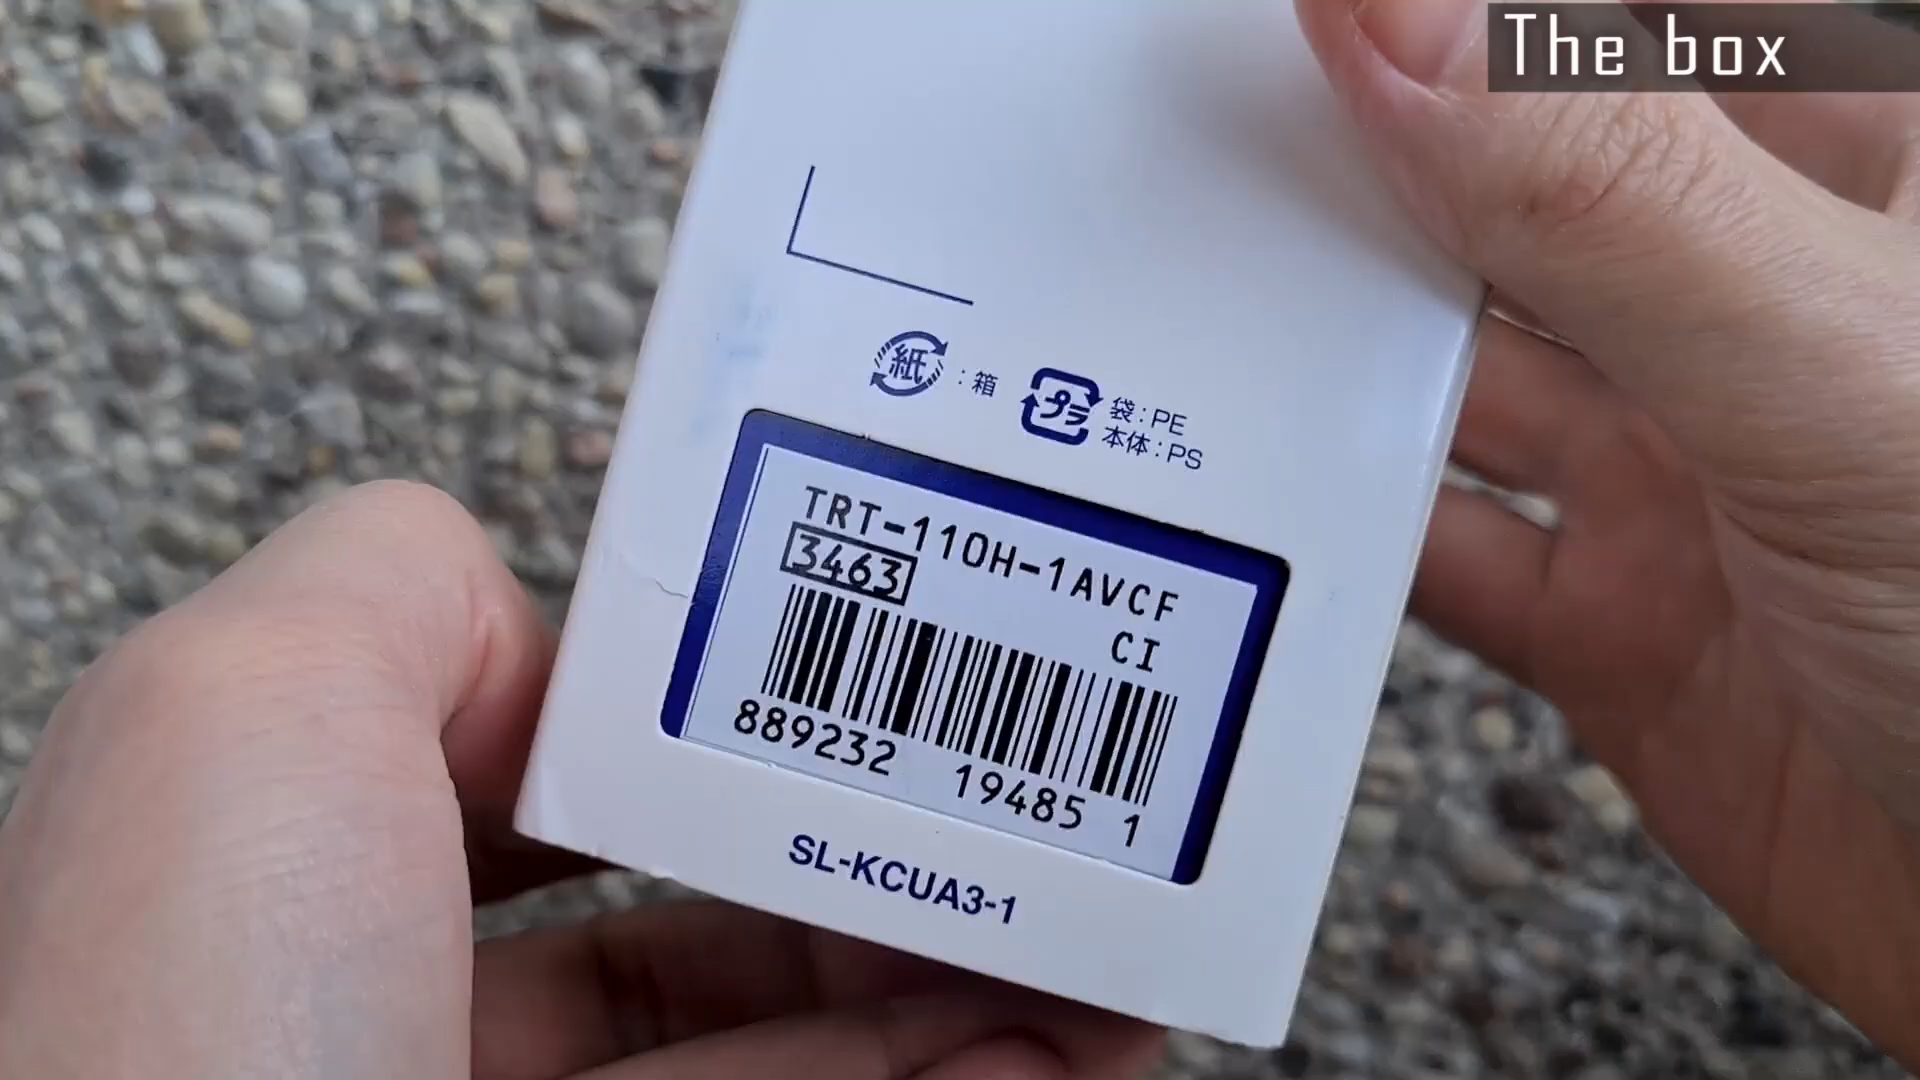 The box
紙 : 箱
プラ 袋 : PE
本体 : PS
TRT-110H-1AVCF
3463
CI
889232 19485 1
SL-KCUA3-1